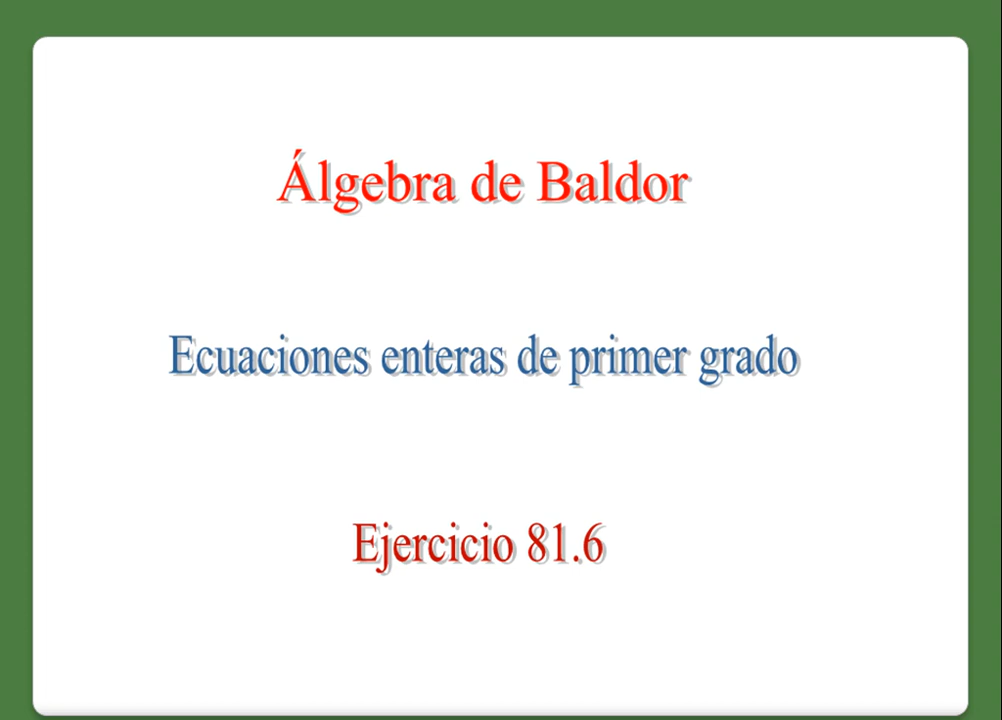 Álgebra de Baldor
Ecuaciones enteras de primer grado
Ejercicio 81.6